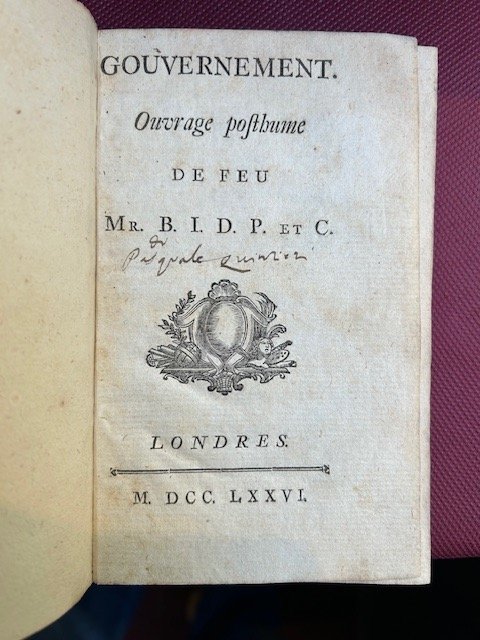 GOUVERNEMENT.
Ouvrage poſthume
DE FEU
MR. B. I. D. P. ET C.
di
Pasquale
LONDRES.
M. DCC. LXXVI.